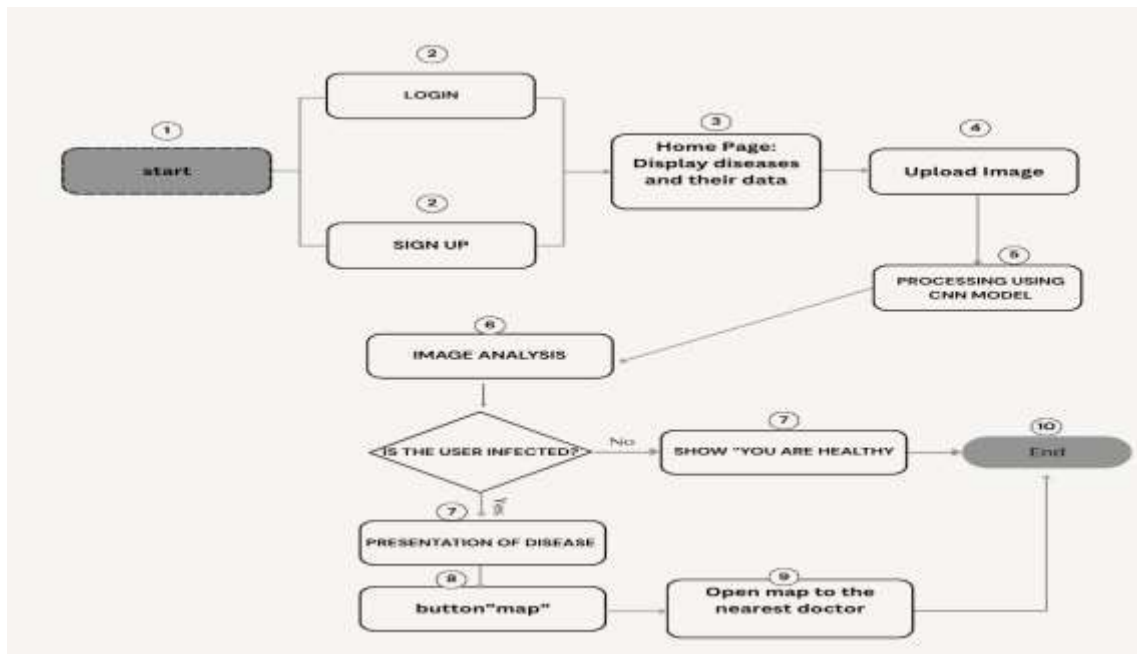 2
LOGIN
1
start
2
SIGN UP
3
Home Page:
Display diseases
and their data
4
Upload Image
5
PROCESSING USING
CNN MODEL
6
IMAGE ANALYSIS
IS THE USER INFECTED?
No
7
SHOW "YOU ARE HEALTHY
10
End
Yes
7
PRESENTATION OF DISEASE
8
button"map"
9
Open map to the
nearest doctor